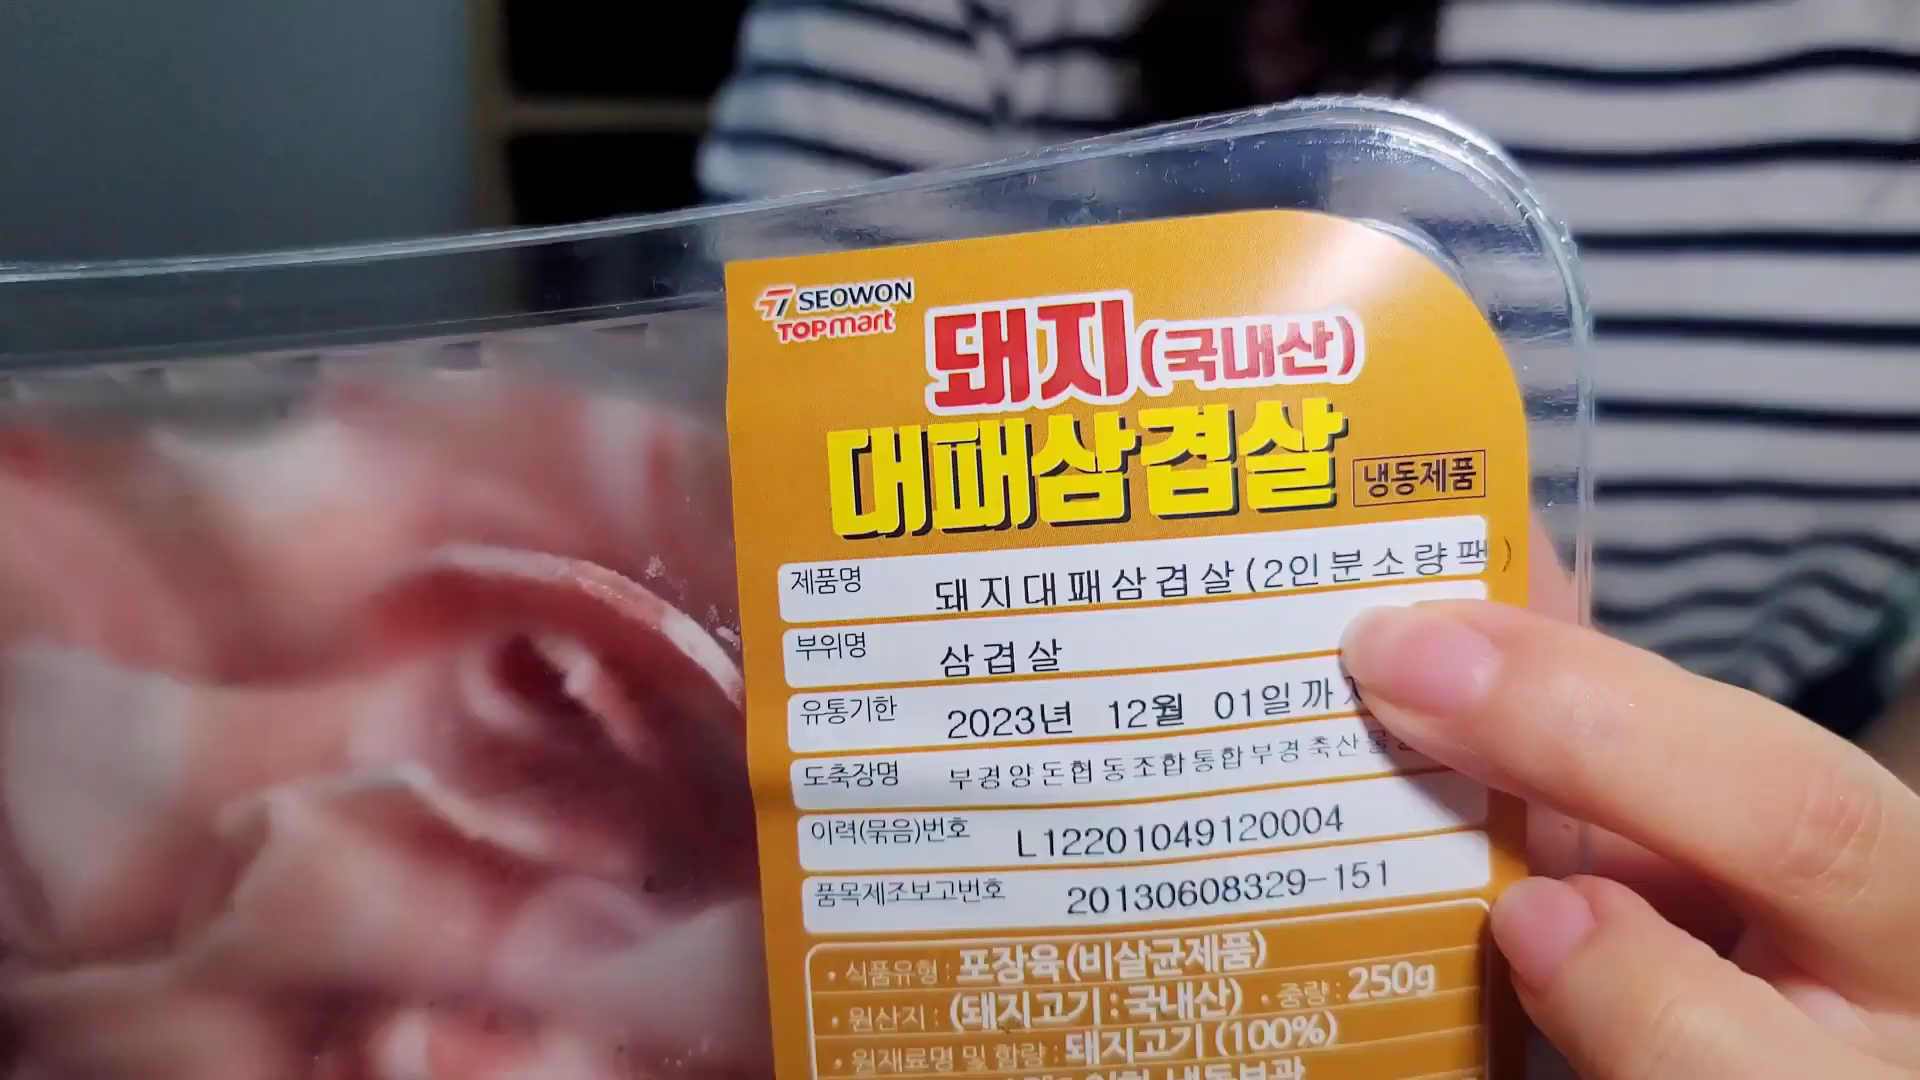 SEOWON
TOPmart
돼지(국내산)
대패삼겹살
냉동제품
제품명 돼지대패삼겹살(2인분소량팩)
부위명 삼겹살
유통기한 2023년 12월 01일까지
도축장명 부경양돈협동조합통합부경축산물
이력(묶음)번호 L12201049120004
품목제조보고번호 20130608329-151
• 식품유형 : 포장육(비살균제품)
• 원산지 : (돼지고기 : 국내산) • 중량 : 250g
• 원재료명 및 함량 : 돼지고기 (100%)
냉동보관